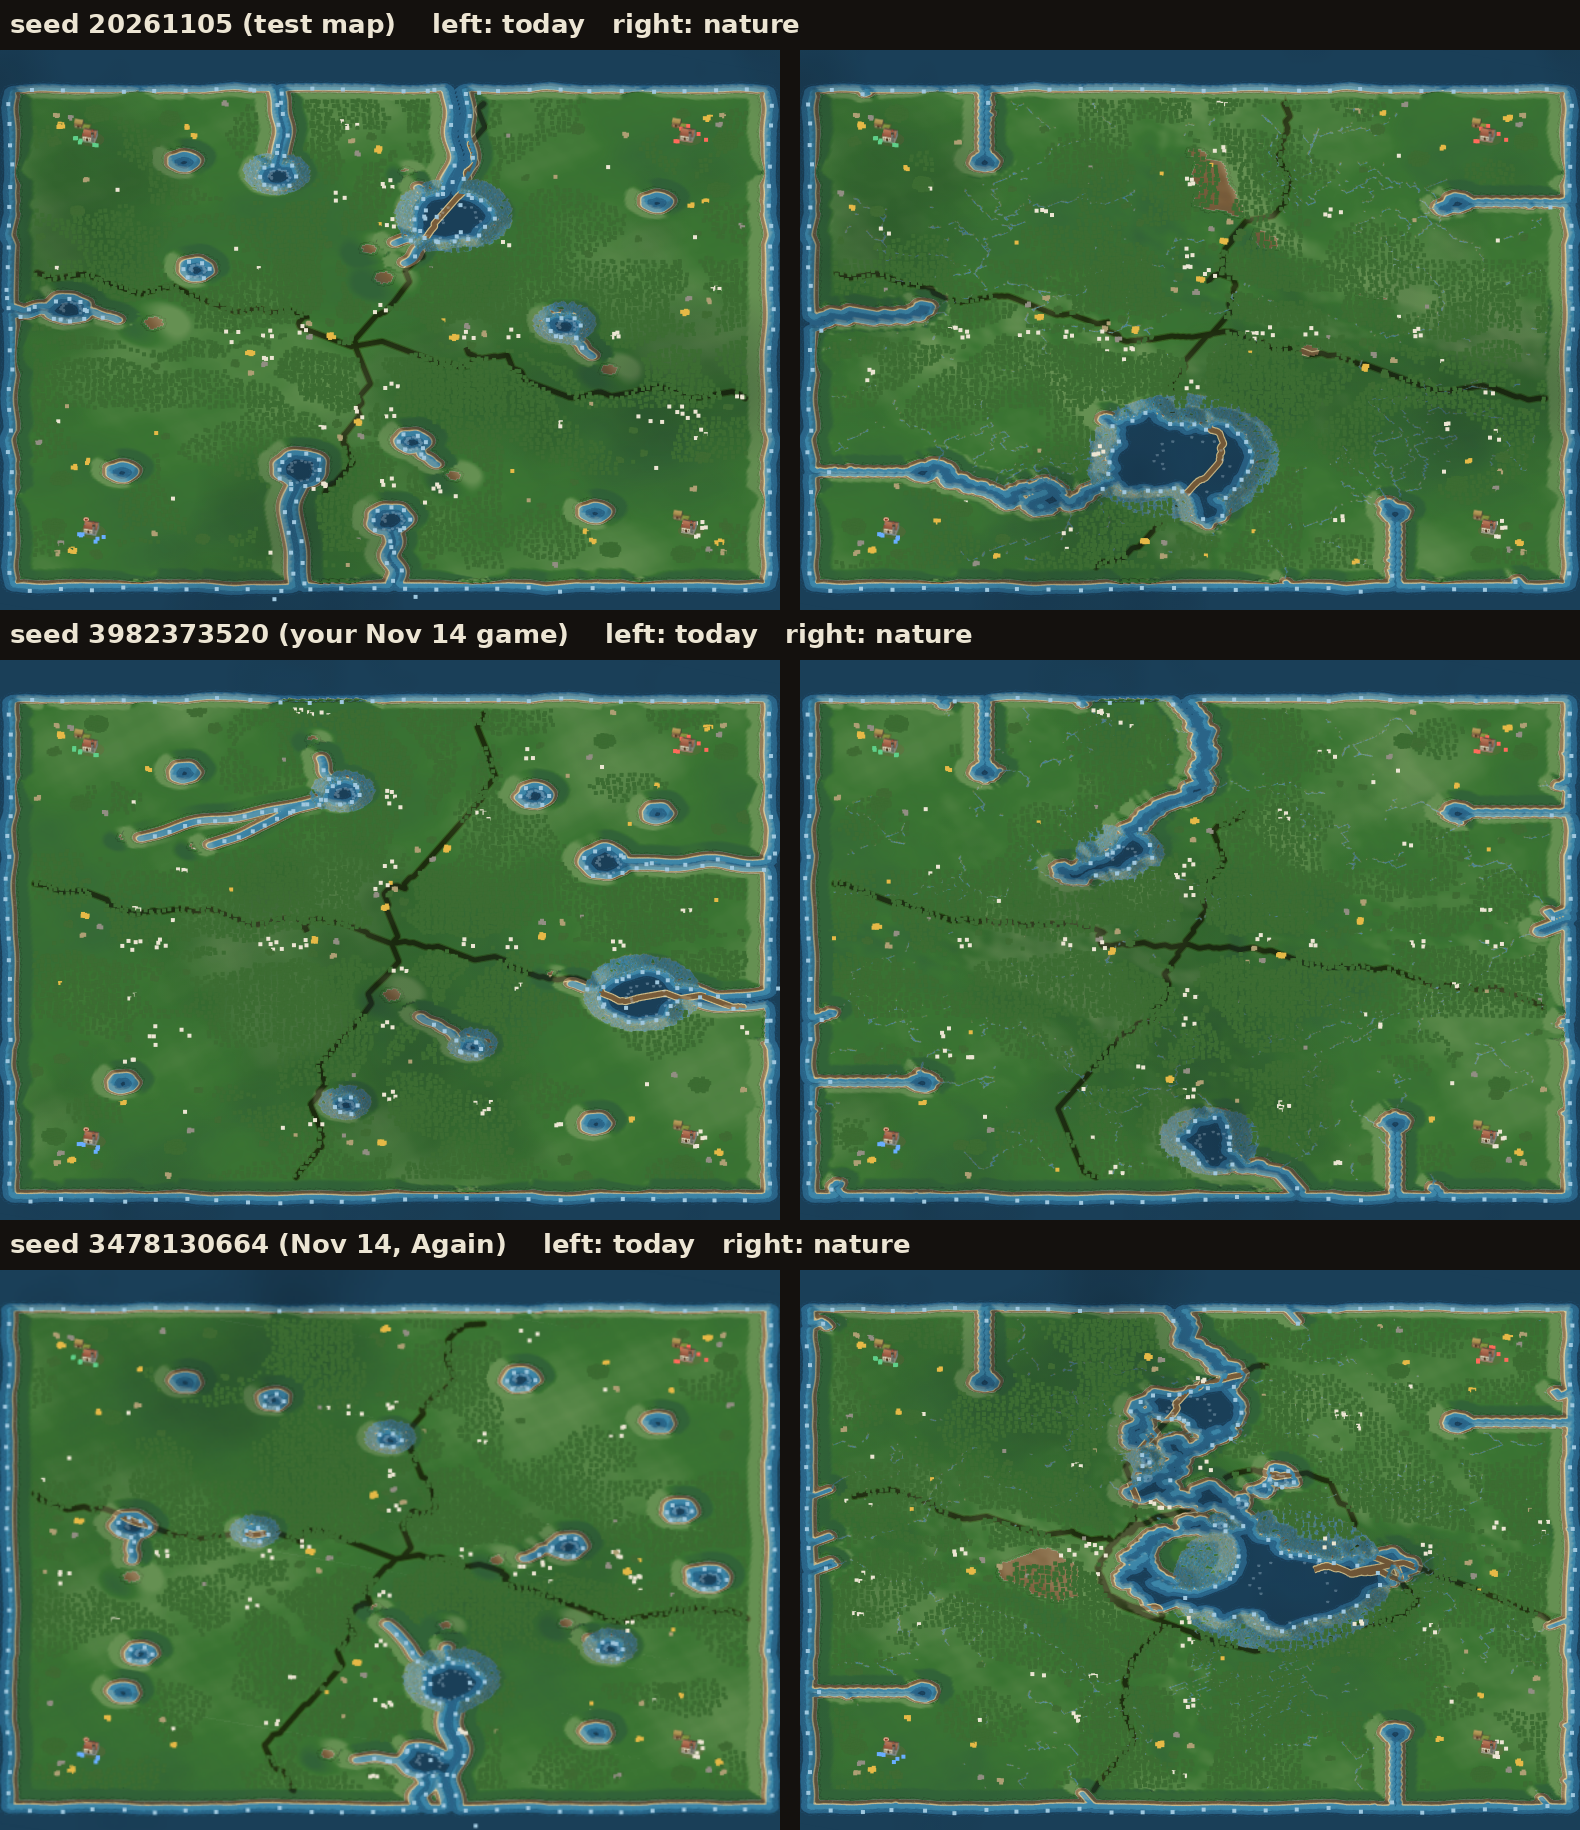 seed 20261105 (test map) left: today right: nature
seed 3982373520 (your Nov 14 game) left: today right: nature
seed 3478130664 (Nov 14, Again) left: today right: nature